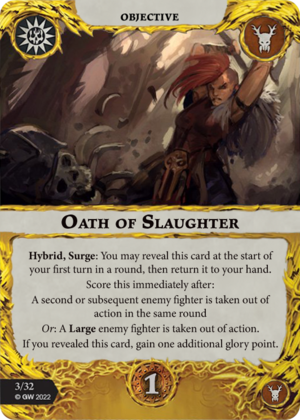 OBJECTIVE
OATH OF SLAUGHTER
Hybrid, Surge: You may reveal this card at the start
of your first turn in a round, then return it to your hand.
Score this immediately after:
A second or subsequent enemy fighter is taken out of
action in the same round
Or: A Large enemy fighter is taken out of action.
If you revealed this card, gain one additional glory point.
3/32
© GW 2022
1